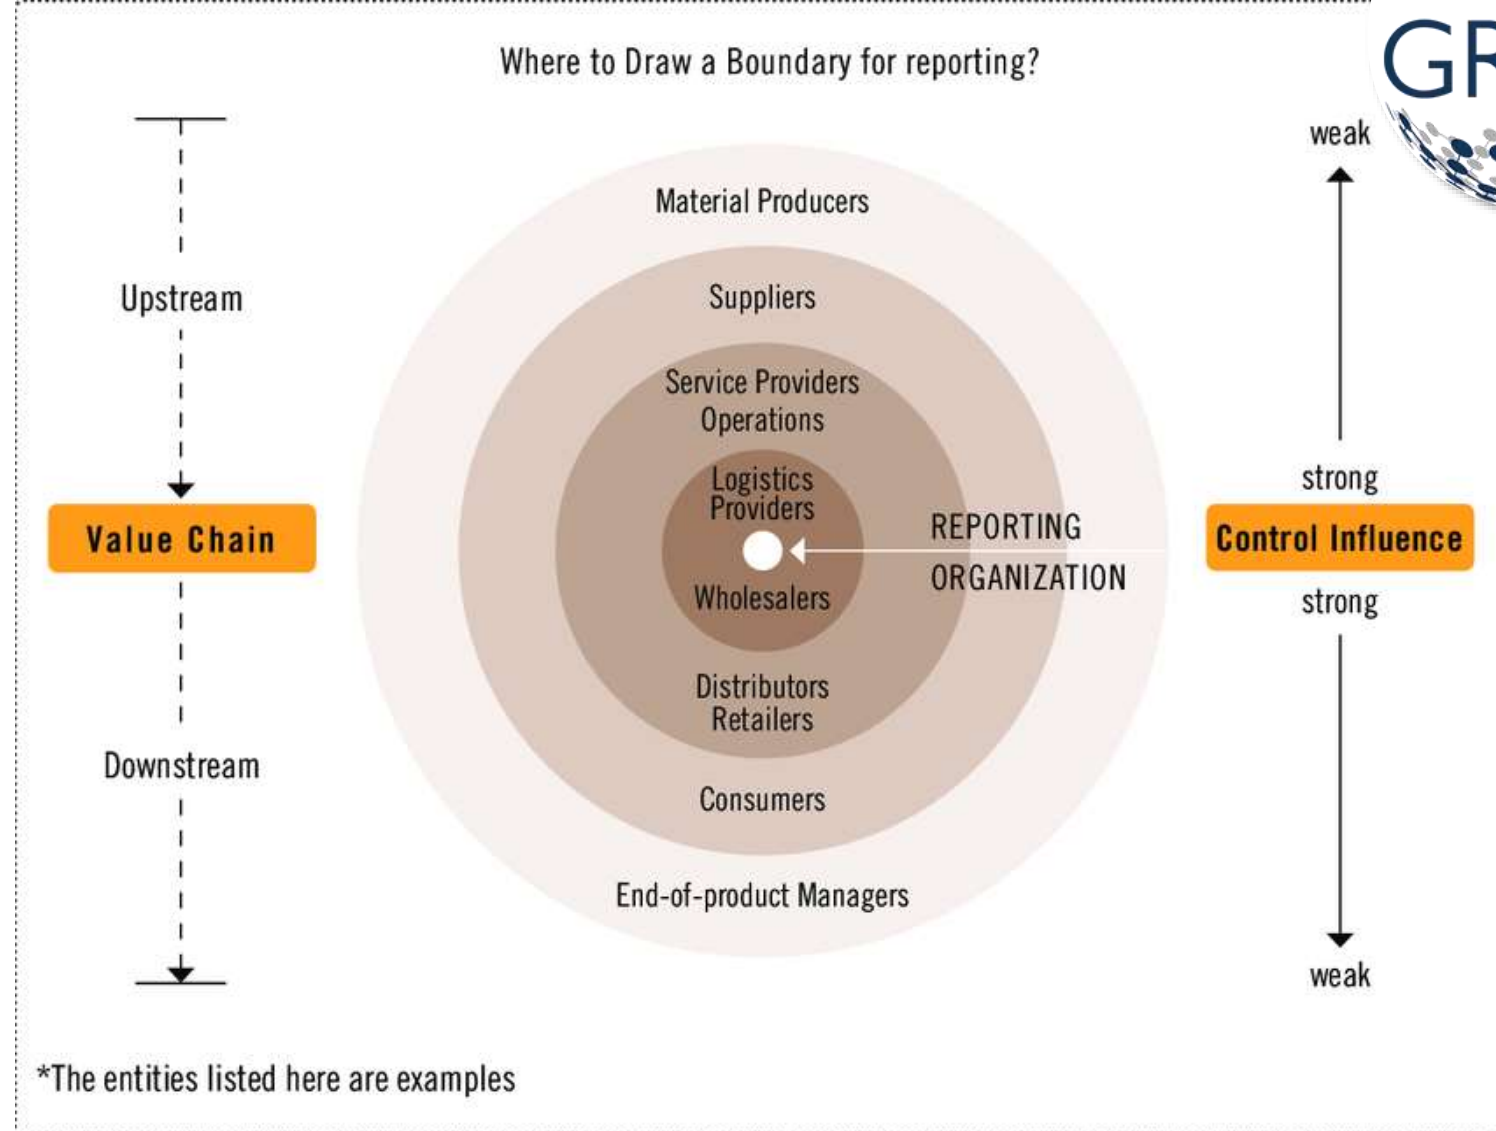 Where to Draw a Boundary for reporting?
GR
weak
Material Producers
Upstream
Suppliers
Service Providers
Operations
Logistics
Providers
strong
Value Chain
REPORTING
ORGANIZATION
Control Influence
Wholesalers
strong
Distributors
Retailers
Downstream
Consumers
End-of-product Managers
weak
*The entities listed here are examples